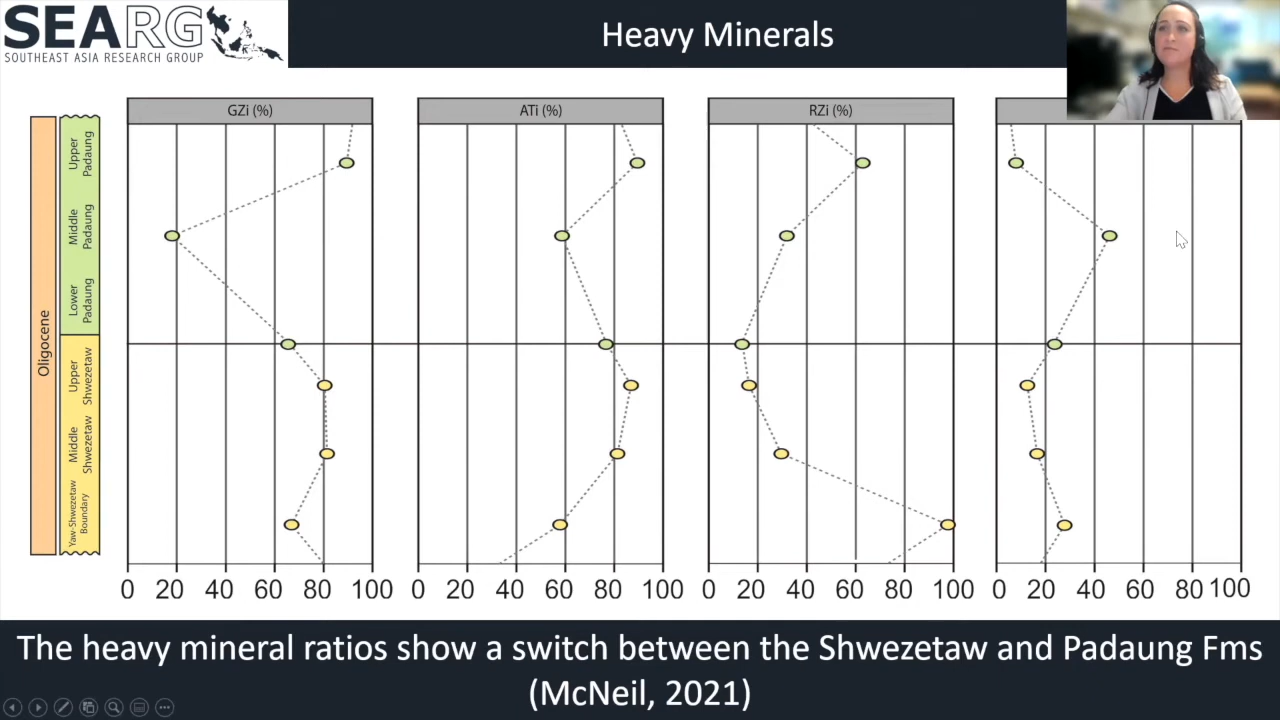 SEARG
SOUTHEAST ASIA RESEARCH GROUP
Heavy Minerals
GZi (%)
ATi (%)
RZi (%)
Oligocene
Upper
Padaung
Middle
Padaung
Lower
Padaung
Upper
Shwezetaw
Middle
Shwezetaw
Yaw-Shwezetaw
Boundary
0 20 40 60 80 100
0 20 40 60 80 100
0 20 40 60 80 100
0 20 40 60 80 100
The heavy mineral ratios show a switch between the Shwezetaw and Padaung Fms
(McNeil, 2021)